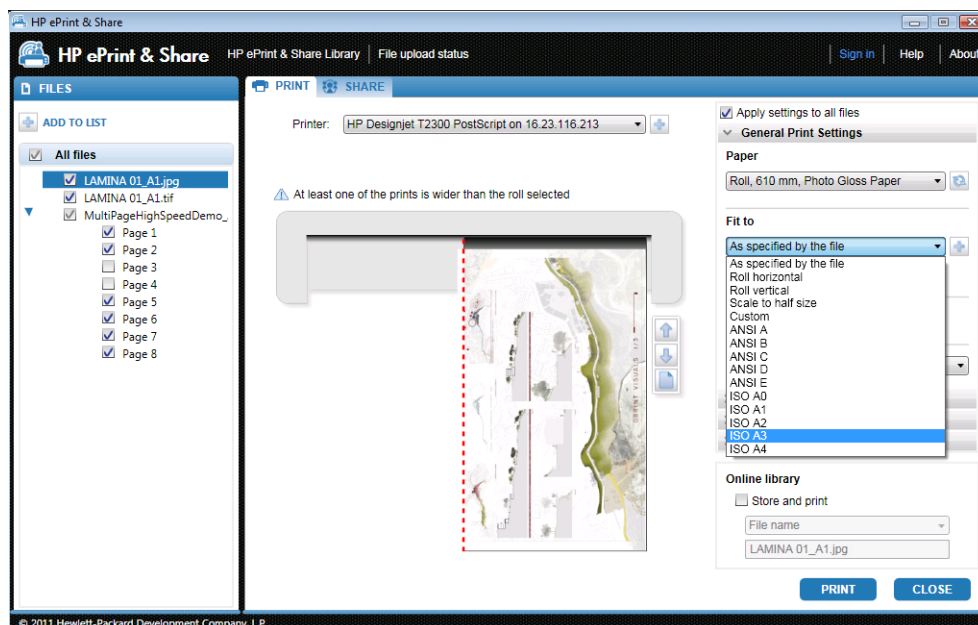 HP ePrint & Share
HP ePrint & Share
HP ePrint & Share Library
File upload status
Sign in
Help
About
FILES
ADD TO LIST
All files
LAMINA 01_A1.jpg
LAMINA 01_A1.tif
MultiPageHighSpeedDemo_
Page 1
Page 2
Page 3
Page 4
Page 5
Page 6
Page 7
Page 8
PRINT
SHARE
Printer:
HP Designjet T2300 PostScript on 16.23.116.213
At least one of the prints is wider than the roll selected
Apply settings to all files
General Print Settings
Paper
Roll, 610 mm, Photo Gloss Paper
Fit to
As specified by the file
As specified by the file
Roll horizontal
Roll vertical
Scale to half size
Custom
ANSI A
ANSI B
ANSI C
ANSI D
ANSI E
ISO A0
ISO A1
ISO A2
ISO A3
ISO A4
Online library
Store and print
File name
LAMINA 01_A1.jpg
PRINT
CLOSE
© 2011 Hewlett-Packard Development Company, L.P.